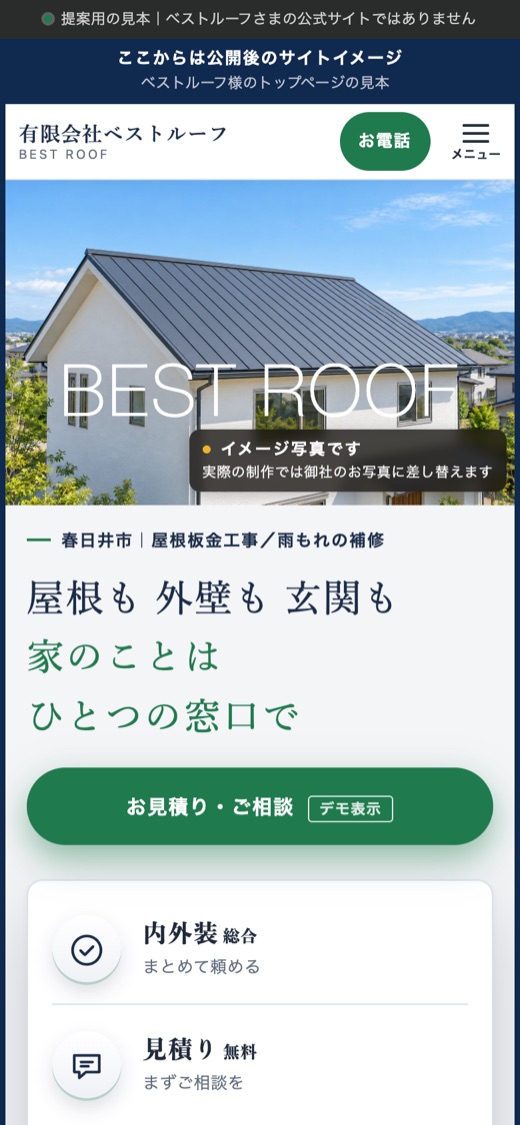 提案用の見本｜ベストルーフさまの公式サイトではありません
ここからは公開後のサイトイメージ
ベストルーフ様のトップページの見本
有限会社ベストルーフ
BEST ROOF
お電話
メニュー
BEST ROOF
イメージ写真です
実際の制作では御社のお写真に差し替えます
春日井市｜屋根板金工事／雨もれの補修
屋根も 外壁も 玄関も
家のことは
ひとつの窓口で
お見積り・ご相談 デモ表示
内外装 総合
まとめて頼める
見積り 無料
まずご相談を